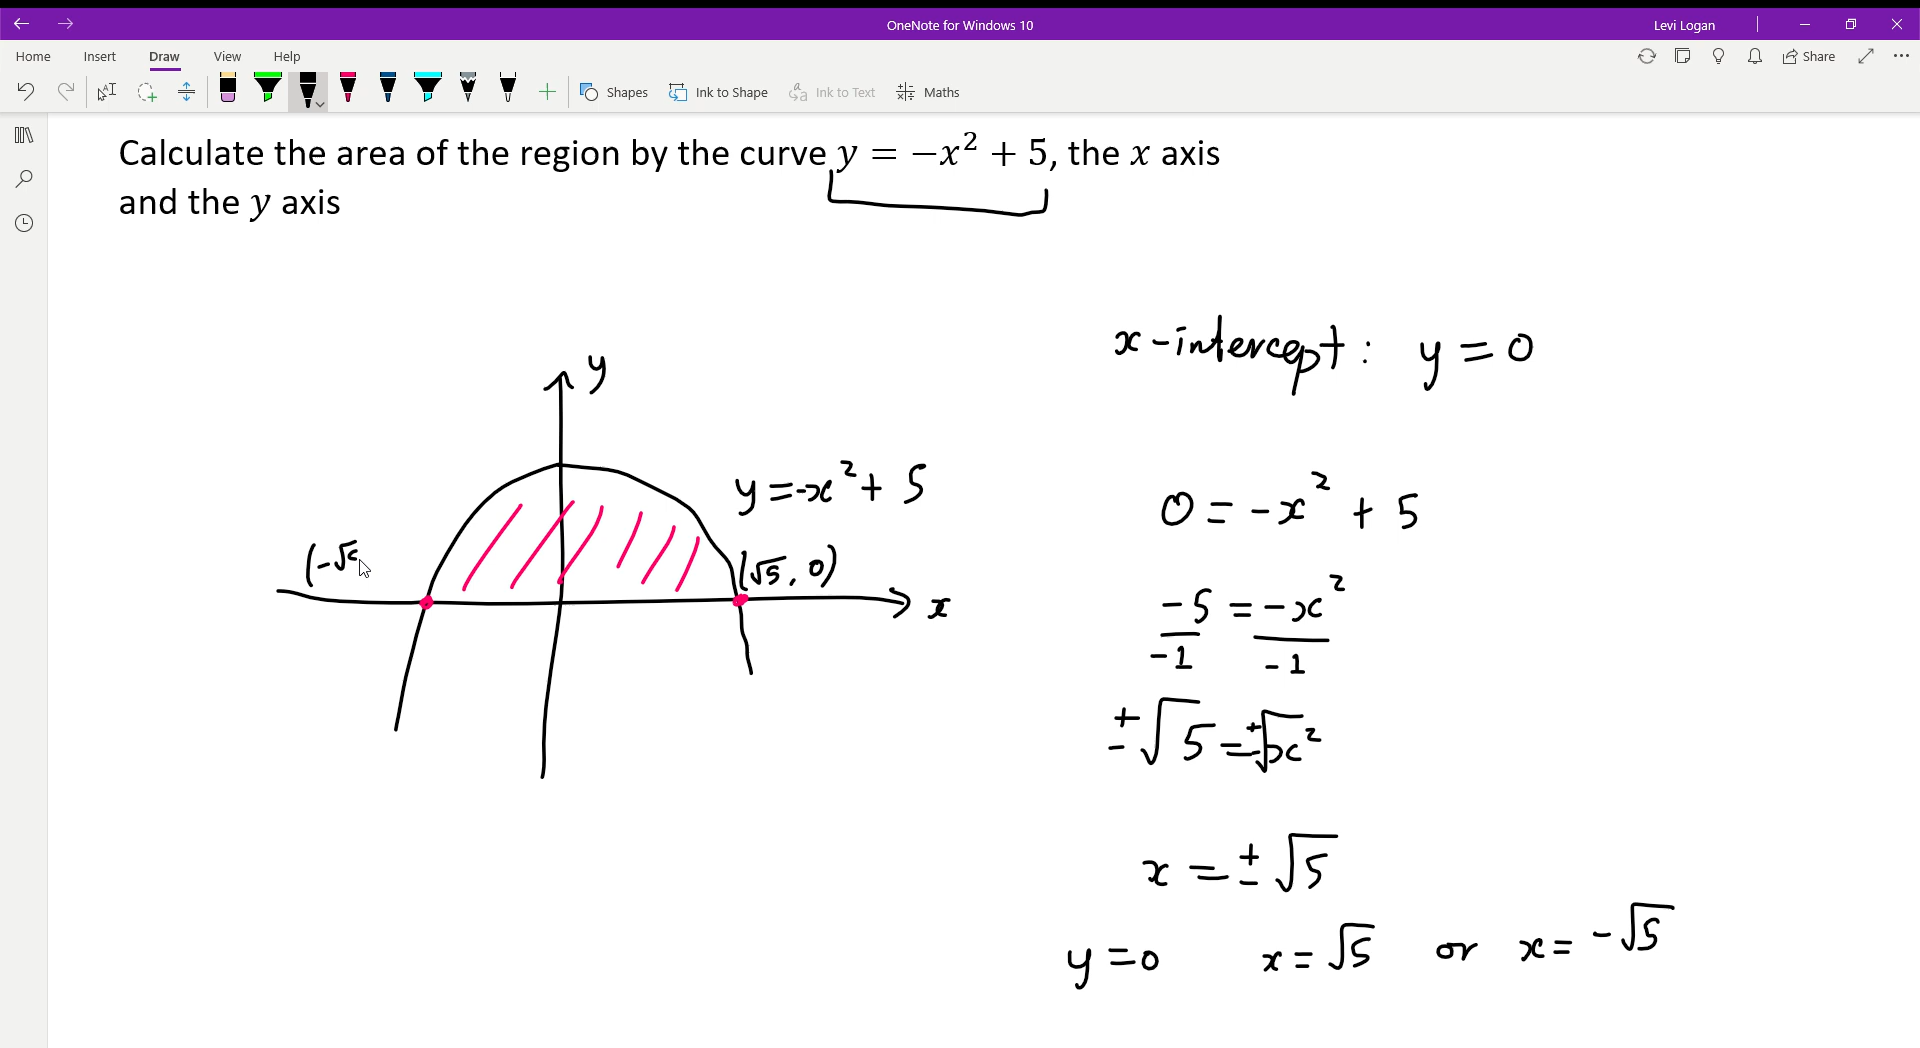 OneNote for Windows 10
Levi Logan
Home Insert Draw View Help
Share
Shapes Ink to Shape Ink to Text Maths
Calculate the area of the region by the curve y = −x² + 5, the x axis
and the y axis
x-intercept: y = 0
y
y = -x² + 5
0 = -x² + 5
(-√
(√5, 0)
x
-5 = -x²
-1 -1
±√5 = ±√x²
x = ±√5
y = 0 x = √5 or x = -√5